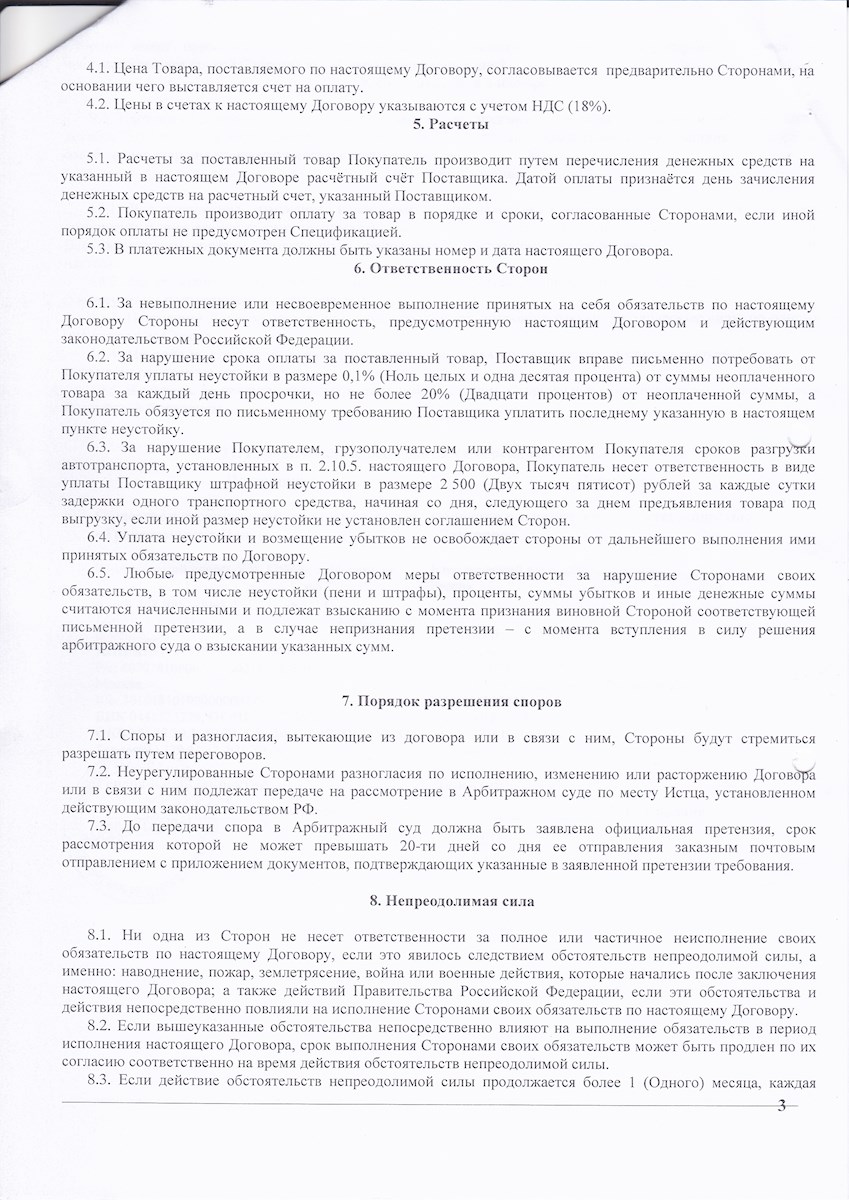 4.1. Цена Товара, поставляемого по настоящему Договору, согласовывается предварительно Сторонами, на
основании чего выставляется счет на оплату.
4.2. Цены в счетах к настоящему Договору указываются с учетом НДС (18%).
5. Расчеты
5.1. Расчеты за поставленный товар Покупатель производит путем перечисления денежных средств на
указанный в настоящем Договоре расчётный счёт Поставщика. Датой оплаты признаётся день зачисления
денежных средств на расчетный счет, указанный Поставщиком.
5.2. Покупатель производит оплату за товар в порядке и сроки, согласованные Сторонами, если иной
порядок оплаты не предусмотрен Спецификацией.
5.3. В платежных документа должны быть указаны номер и дата настоящего Договора.
6. Ответственность Сторон
6.1. За невыполнение или несвоевременное выполнение принятых на себя обязательств по настоящему
Договору Стороны несут ответственность, предусмотренную настоящим Договором и действующим
законодательством Российской Федерации.
6.2. За нарушение срока оплаты за поставленный товар, Поставщик вправе письменно потребовать от
Покупателя уплаты неустойки в размере 0,1% (Ноль целых и одна десятая процента) от суммы неоплаченного
товара за каждый день просрочки, но не более 20% (Двадцати процентов) от неоплаченной суммы, а
Покупатель обязуется по письменному требованию Поставщика уплатить последнему указанную в настоящем
пункте неустойку.
6.3. За нарушение Покупателем, грузополучателем или контрагентом Покупателя сроков разгрузки
автотранспорта, установленных в п. 2.10.5. настоящего Договора, Покупатель несет ответственность в виде
уплаты Поставщику штрафной неустойки в размере 2 500 (Двух тысяч пятисот) рублей за каждые сутки
задержки одного транспортного средства, начиная со дня, следующего за днем предъявления товара под
выгрузку, если иной размер неустойки не установлен соглашением Сторон.
6.4. Уплата неустойки и возмещение убытков не освобождает стороны от дальнейшего выполнения ими
принятых обязательств по Договору.
6.5. Любые предусмотренные Договором меры ответственности за нарушение Сторонами своих
обязательств, в том числе неустойки (пени и штрафы), проценты, суммы убытков и иные денежные суммы
считаются начисленными и подлежат взысканию с момента признания виновной Стороной соответствующей
письменной претензии, а в случае непризнания претензии – с момента вступления в силу решения
арбитражного суда о взыскании указанных сумм.
7. Порядок разрешения споров
7.1. Споры и разногласия, вытекающие из договора или в связи с ним, Стороны будут стремиться
разрешать путем переговоров.
7.2. Неурегулированные Сторонами разногласия по исполнению, изменению или расторжению Договора
или в связи с ним подлежат передаче на рассмотрение в Арбитражном суде по месту Истца, установленном
действующим законодательством РФ.
7.3. До передачи спора в Арбитражный суд должна быть заявлена официальная претензия, срок
рассмотрения которой не может превышать 20-ти дней со дня ее отправления заказным почтовым
отправлением с приложением документов, подтверждающих указанные в заявленной претензии требования.
8. Непреодолимая сила
8.1. Ни одна из Сторон не несет ответственности за полное или частичное неисполнение своих
обязательств по настоящему Договору, если это явилось следствием обстоятельств непреодолимой силы, а
именно: наводнение, пожар, землетрясение, война или военные действия, которые начались после заключения
настоящего Договора; а также действий Правительства Российской Федерации, если эти обстоятельства и
действия непосредственно повлияли на исполнение Сторонами своих обязательств по настоящему Договору.
8.2. Если вышеуказанные обстоятельства непосредственно влияют на выполнение обязательств в период
исполнения настоящего Договора, срок выполнения Сторонами своих обязательств может быть продлен по их
согласию соответственно на время действия обстоятельств непреодолимой силы.
8.3. Если действие обстоятельств непреодолимой силы продолжается более 1 (Одного) месяца, каждая
3